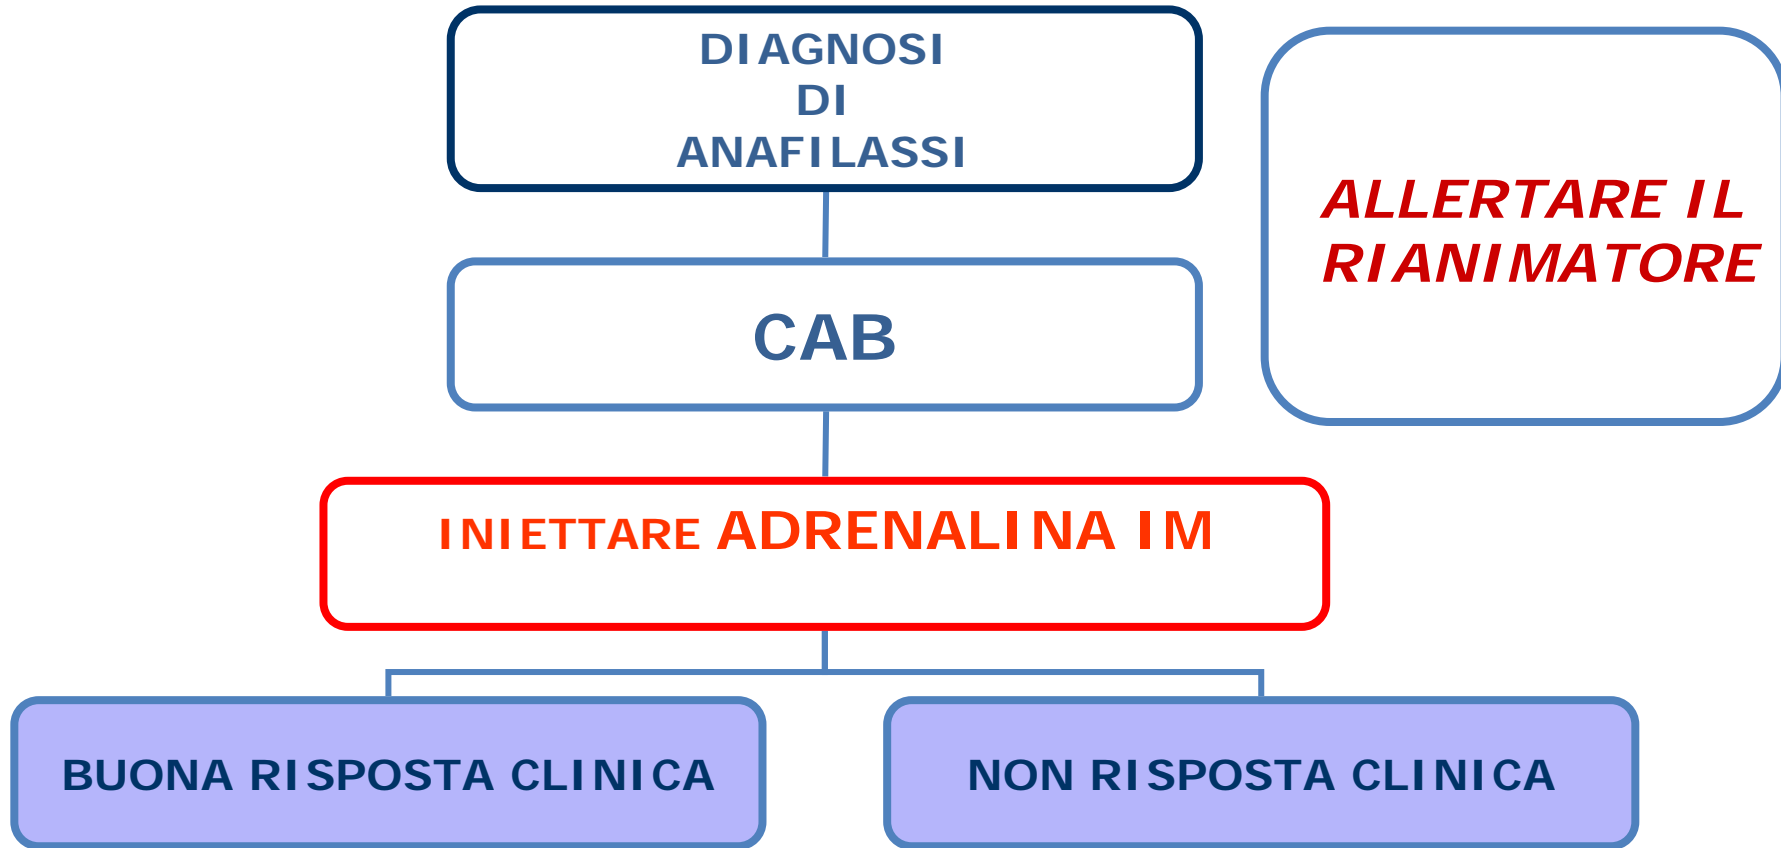 DIAGNOSI
DI
ANAFILASSI
ALLERTARE IL
RIANIMATORE
CAB
INIETTARE ADRENALINA IM
BUONA RISPOSTA CLINICA
NON RISPOSTA CLINICA